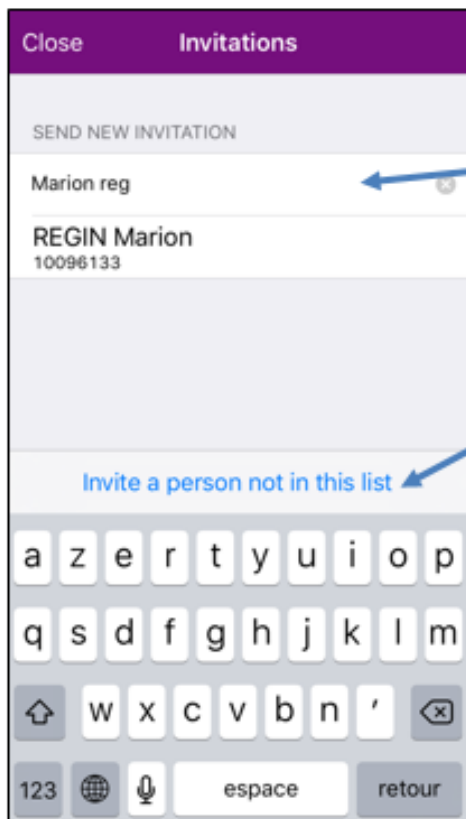 Close Invitations
SEND NEW INVITATION
Marion reg
REGIN Marion
10096133
Invite a person not in this list
a z e r t y u i o p
q s d f g h j k l m
w x c v b n '
123 espace retour